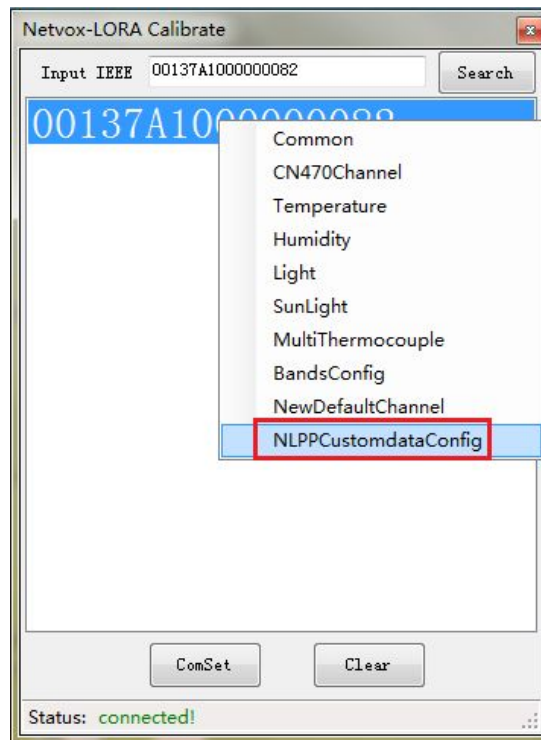 Netvox-LORA Calibrate
Input IEEE 00137A1000000082 Search
00137A1000000082
Common
CN470Channel
Temperature
Humidity
Light
SunLight
MultiThermocouple
BandsConfig
NewDefaultChannel
NLPPCustomdataConfig
ComSet Clear
Status: connected!